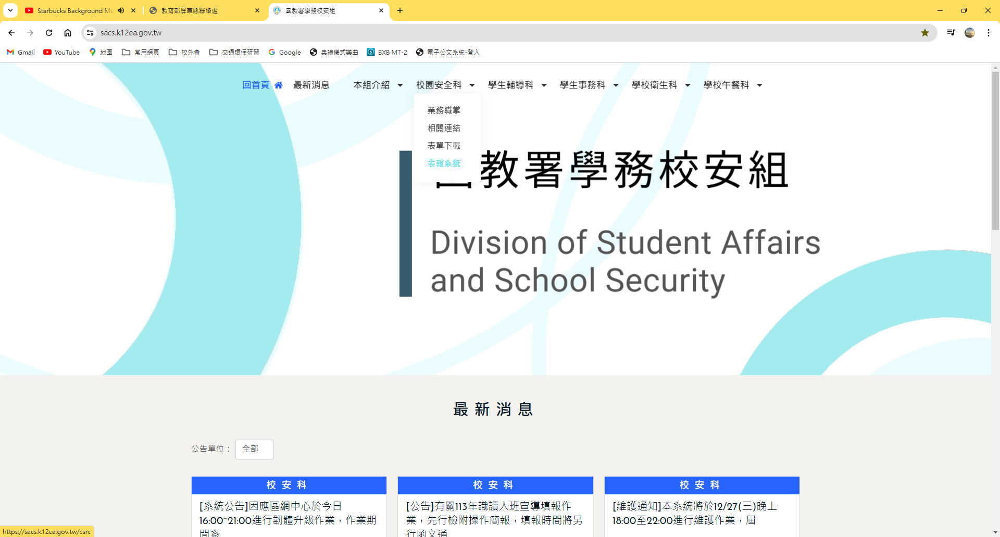 Starbucks Background Mu
教育部屏東縣聯絡處
國教署學務校安組
sacs.k12ea.gov.tw
Gmail
YouTube
地圖
常用網頁
校外會
交通環保研習
Google
典禮儀式樂曲
BXB MT-2
電子公文系統-登入
回首頁
最新消息
本組介紹
校園安全科
學生輔導科
學生事務科
學校衛生科
學校午餐科
業務職掌
相關連結
表單下載
表報系統
教署學務校安組
Division of Student Affairs
and School Security
最新消息
公告單位：
全部
校安科
[系統公告]因應區網中心於今日
16:00~21:00進行韌體升級作業，作業期
間系
校安科
[公告]有關113年識讀入班宣導填報作
業，先行檢附操作簡報，填報時間將另
行函文通
校安科
[維護通知]本系統將於12/27(三)晚上
18:00至22:00進行維護作業，屆
https://sacs.k12ea.gov.tw/csrc